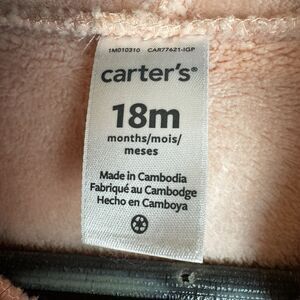 1M010310 CAR77621-IGP
carter's®
18m
months/mois/
meses
Made in Cambodia
Fabriqué au Cambodge
Hecho en Camboya